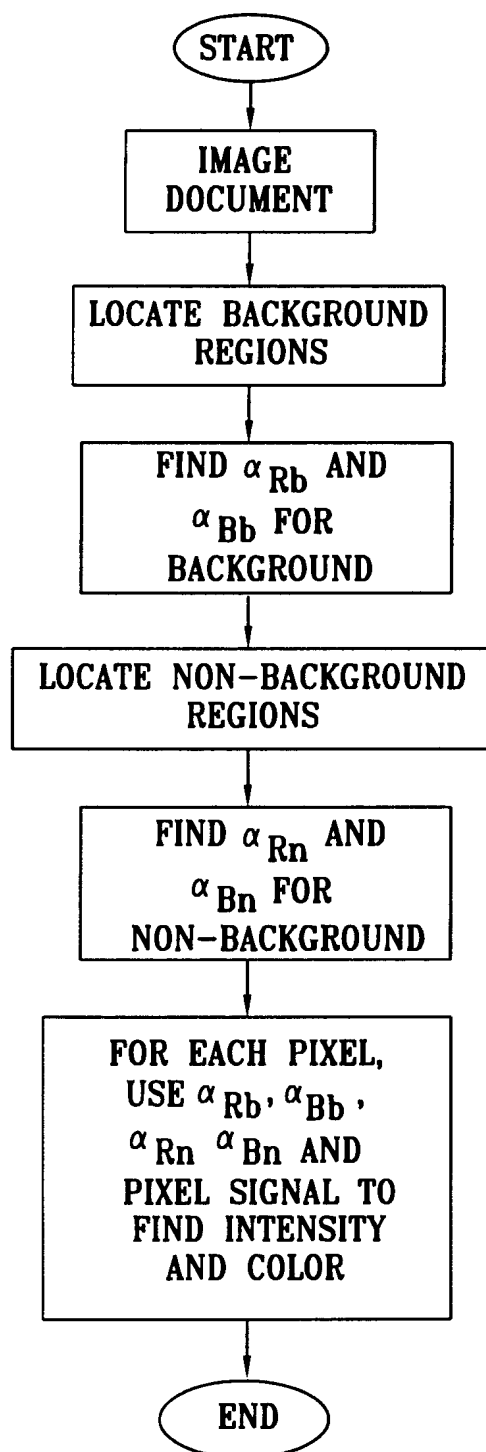 START
IMAGE
DOCUMENT
LOCATE BACKGROUND
REGIONS
FIND α Rb AND
α Bb FOR
BACKGROUND
LOCATE NON-BACKGROUND
REGIONS
FIND α Rn AND
α Bn FOR
NON-BACKGROUND
FOR EACH PIXEL,
USE α Rb, α Bb,
α Rn α Bn AND
PIXEL SIGNAL TO
FIND INTENSITY
AND COLOR
END